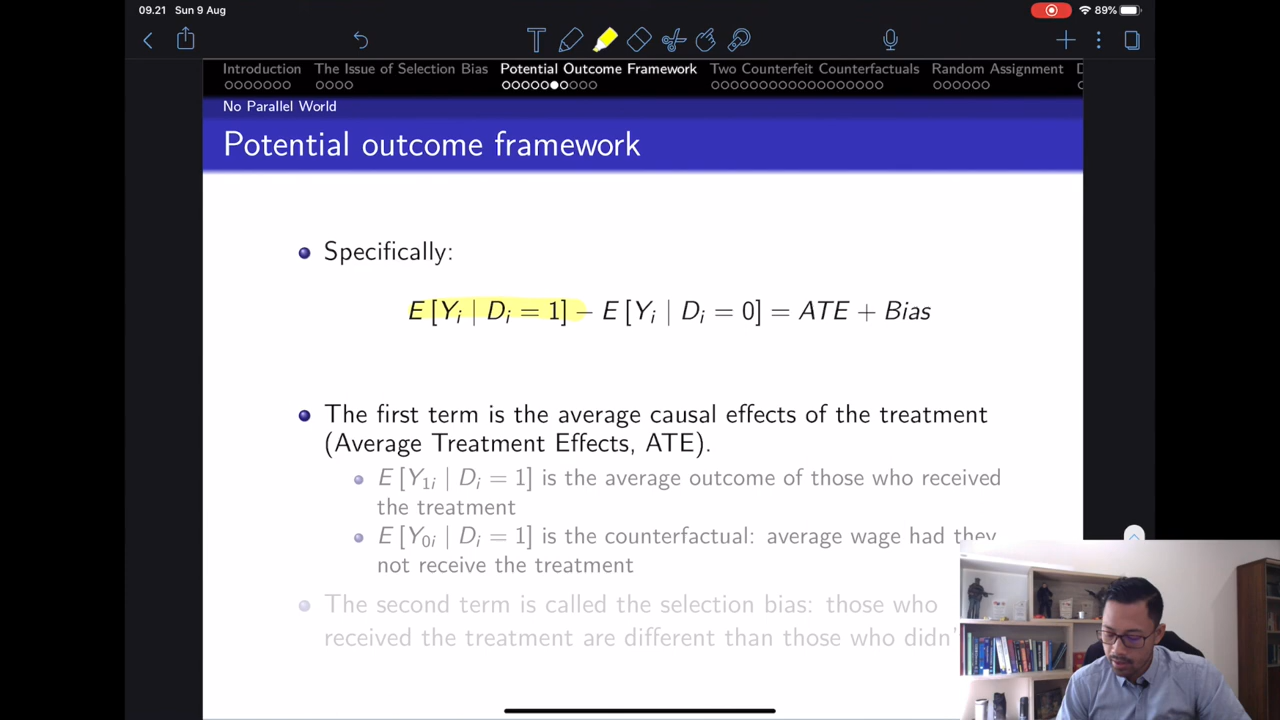 09.21 Sun 9 Aug
89%
Introduction The Issue of Selection Bias Potential Outcome Framework Two Counterfeit Counterfactuals Random Assignment D
No Parallel World
Potential outcome framework
Specifically:
E [Yᵢ | Dᵢ = 1] − E [Yᵢ | Dᵢ = 0] = ATE + Bias
The first term is the average causal effects of the treatment
(Average Treatment Effects, ATE).
E [Y₁ᵢ | Dᵢ = 1] is the average outcome of those who received
the treatment
E [Y₀ᵢ | Dᵢ = 1] is the counterfactual: average wage had they
not receive the treatment
The second term is called the selection bias: those who
received the treatment are different than those who didn'